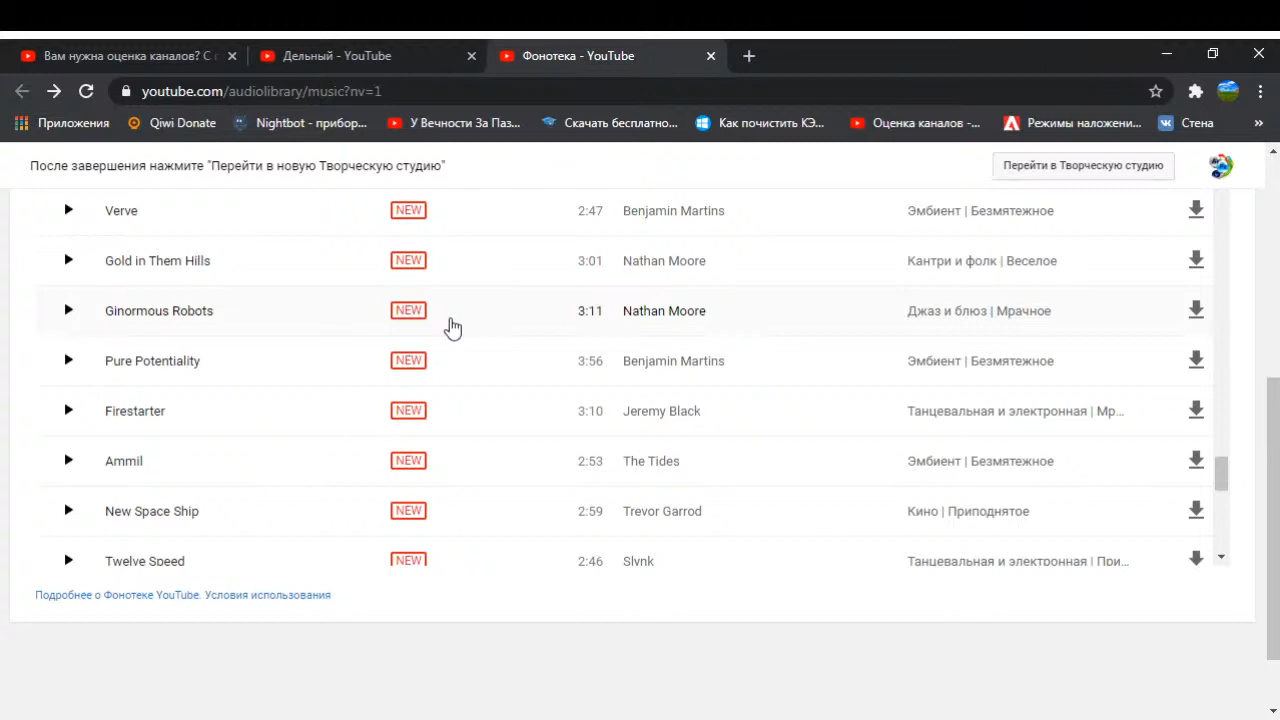 Вам нужна оценка каналов? С
Дельный - YouTube
Фонотека - YouTube
youtube.com/audiolibrary/music?nv=1
Приложения
Qiwi Donate
Nightbot - прибор...
У Вечности За Паз...
Скачать бесплатно...
Как почистить КЭ...
Оценка каналов -...
Режимы наложени...
Стена
»
После завершения нажмите "Перейти в новую Творческую студию"
Перейти в Творческую студию
Verve NEW 2:47 Benjamin Martins Эмбиент | Безмятежное
Gold in Them Hills NEW 3:01 Nathan Moore Кантри и фолк | Веселое
Ginormous Robots NEW 3:11 Nathan Moore Джаз и блюз | Мрачное
Pure Potentiality NEW 3:56 Benjamin Martins Эмбиент | Безмятежное
Firestarter NEW 3:10 Jeremy Black Танцевальная и электронная | Мр...
Ammil NEW 2:53 The Tides Эмбиент | Безмятежное
New Space Ship NEW 2:59 Trevor Garrod Кино | Приподнятое
Twelve Speed NEW 2:46 Slynk Танцевальная и электронная | При...
Подробнее о Фонотеке YouTube. Условия использования